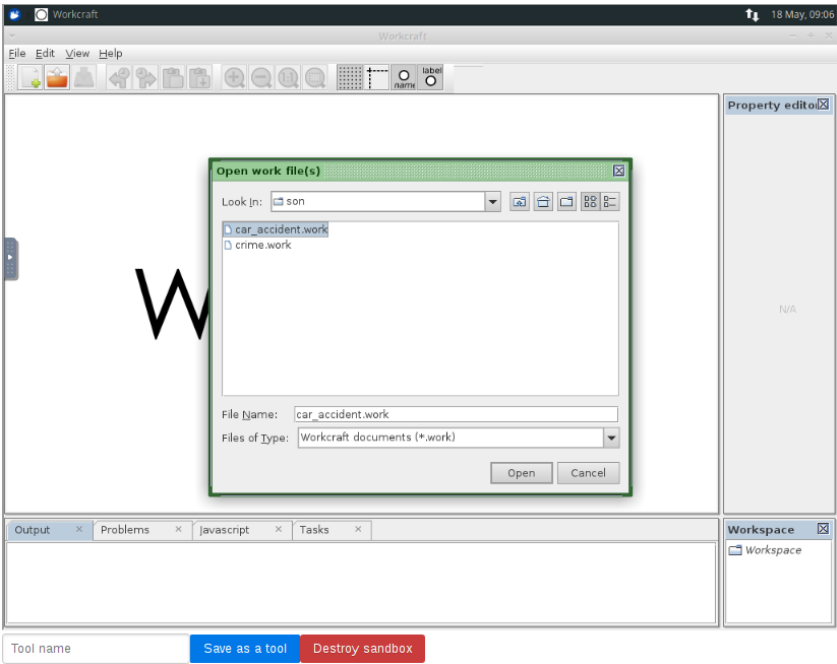 Workcraft
18 May, 09:06
Workcraft
File Edit View Help
name
label
Property editor
Open work file(s)
Look In: son
car_accident.work
crime.work
W
N/A
File Name: car_accident.work
Files of Type: Workcraft documents (*.work)
Open Cancel
Output Problems Javascript Tasks
Workspace
Workspace
Tool name Save as a tool Destroy sandbox